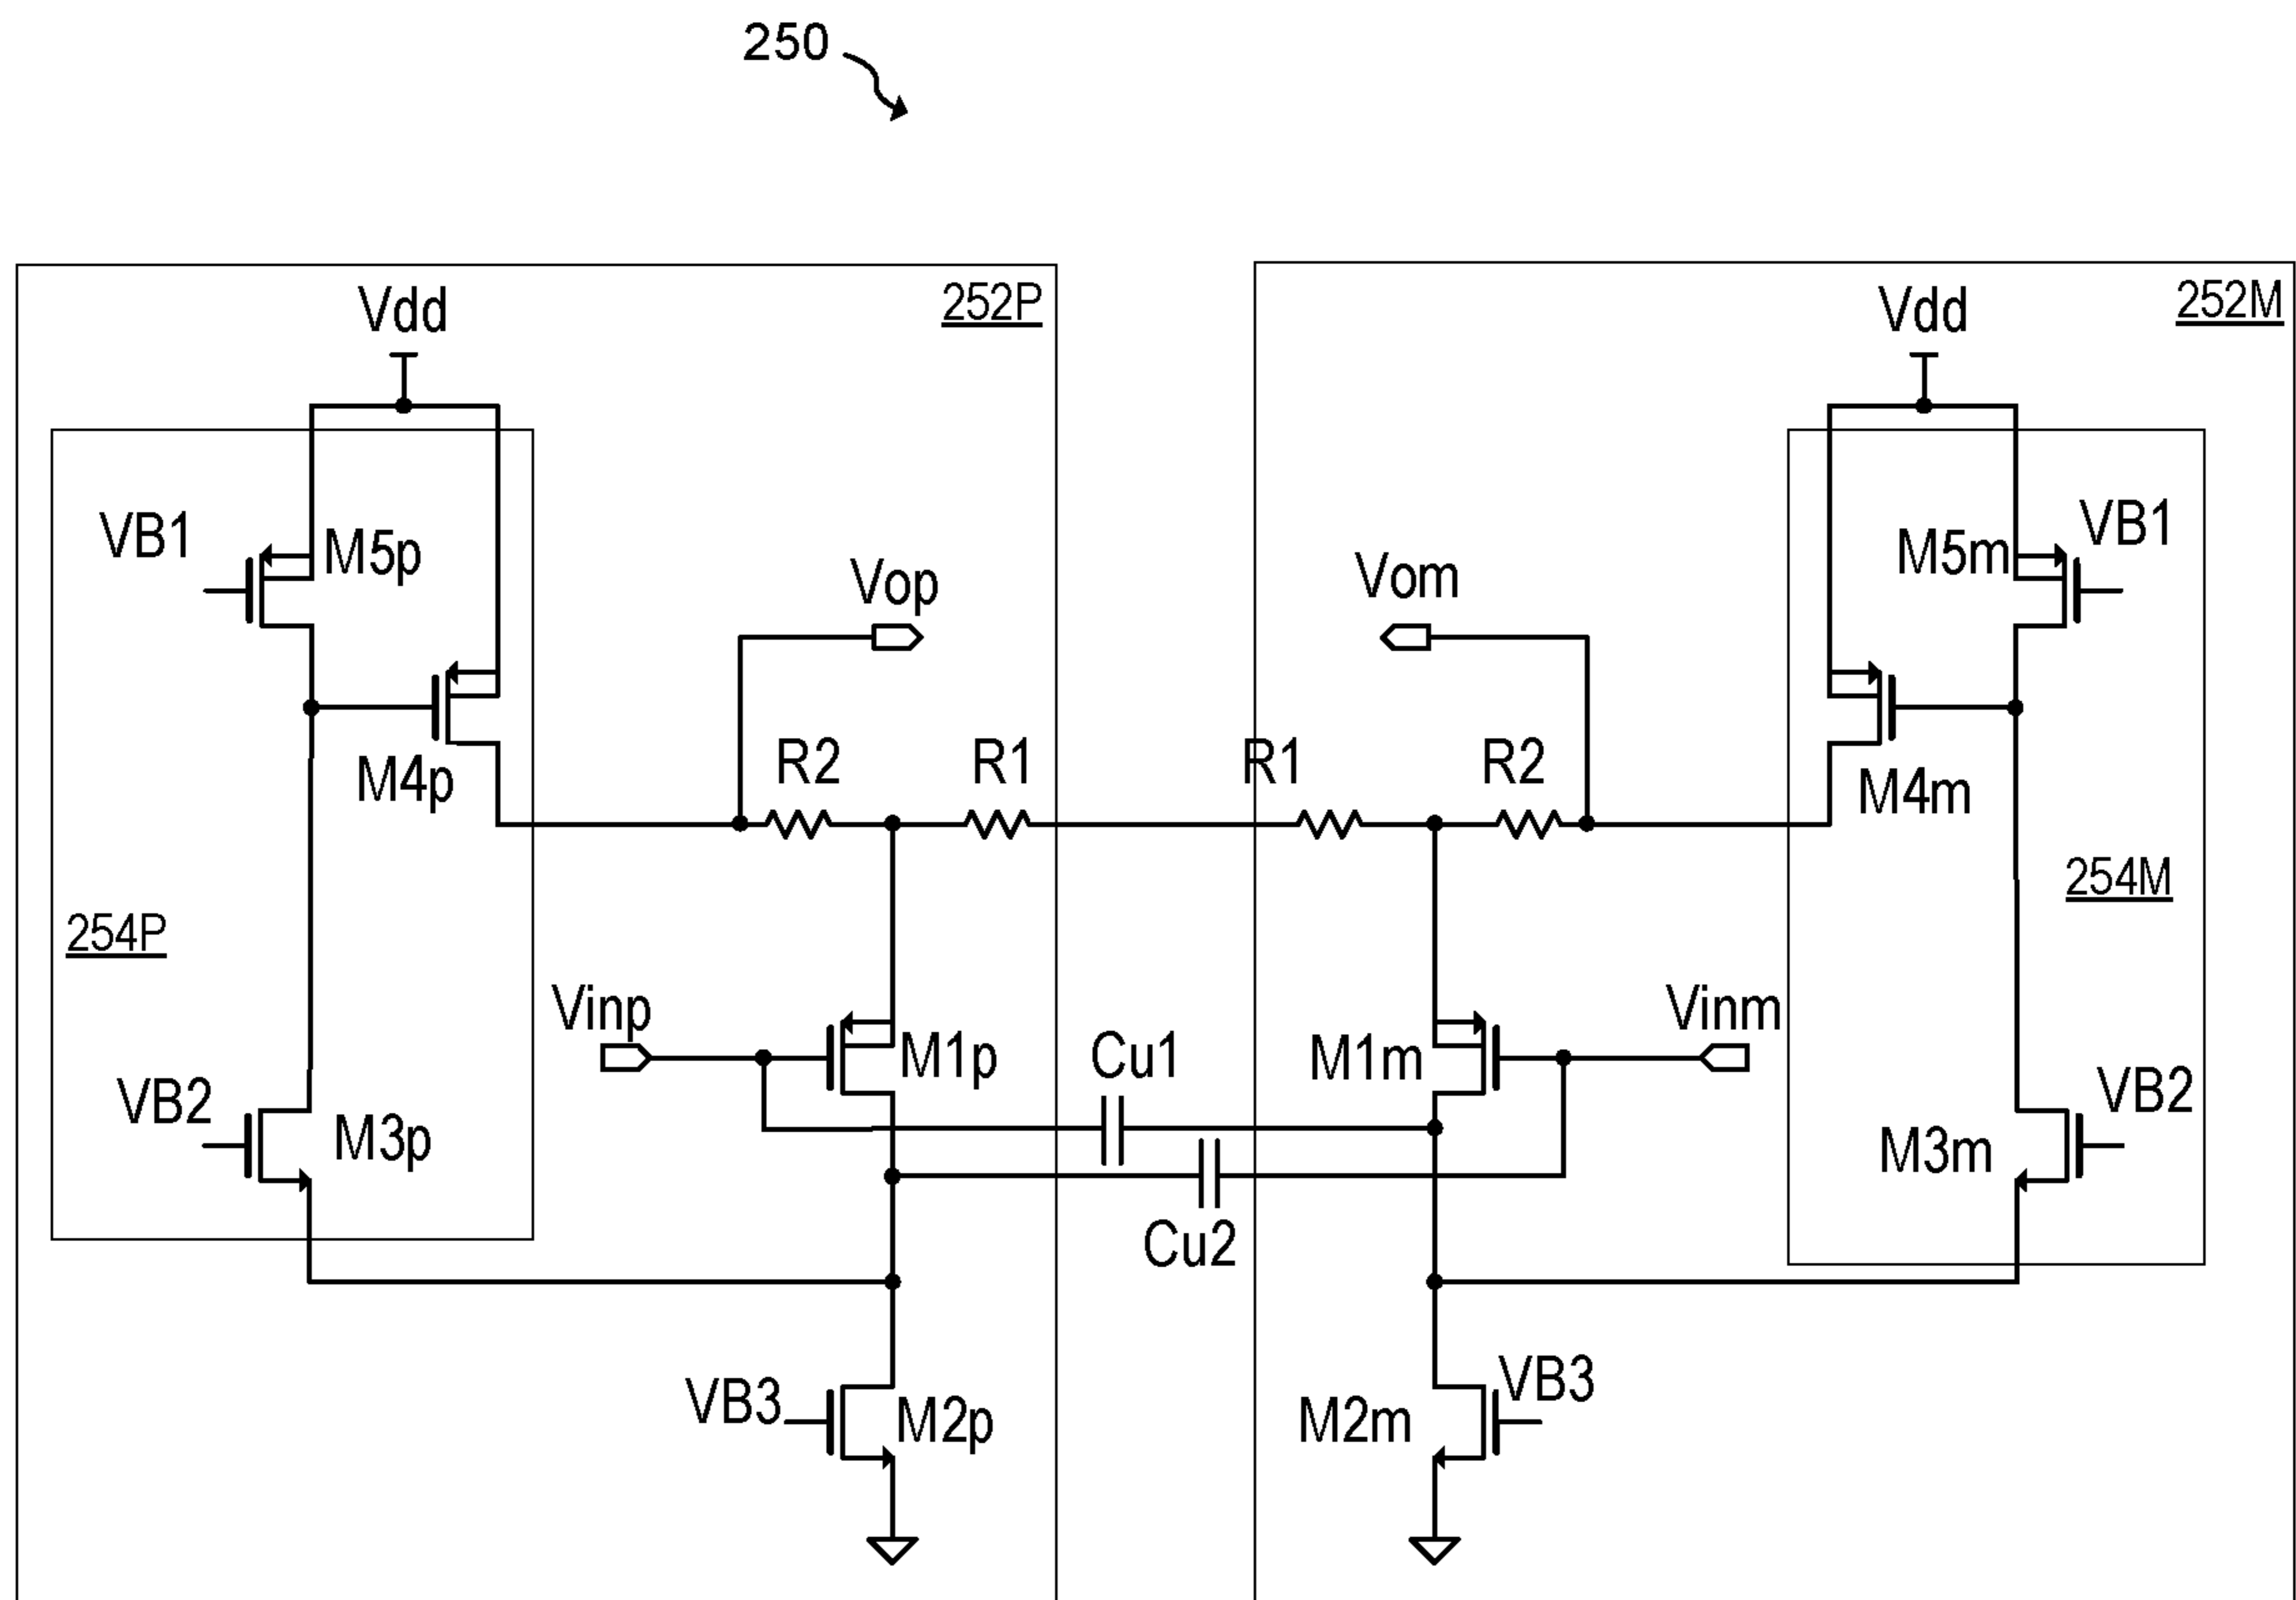 250
252P
252M
Vdd
Vdd
VB1
M5p
M5m
VB1
Vop
Vom
M4p
R2
R1
R1
R2
M4m
254P
254M
Vinp
M1p
Cu1
M1m
Vinm
VB2
M3p
Cu2
M3m
VB2
VB3
M2p
M2m
VB3